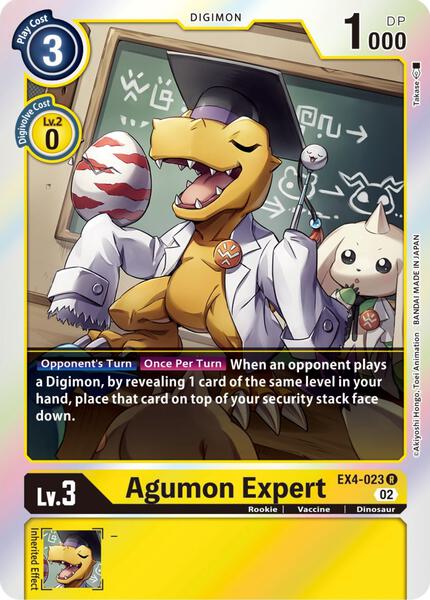 DIGIMON
Play Cost
3
DP
1000
Digivolve Cost
Lv.2
0
Takase
Opponent's Turn Once Per Turn When an opponent plays
a Digimon, by revealing 1 card of the same level in your
hand, place that card on top of your security stack face
down.
©Akiyoshi Hongo, Toei Animation BANDAI MADE IN JAPAN
Lv.3
Agumon Expert
EX4-023 R
02
Rookie | Vaccine | Dinosaur
Inherited Effect
–